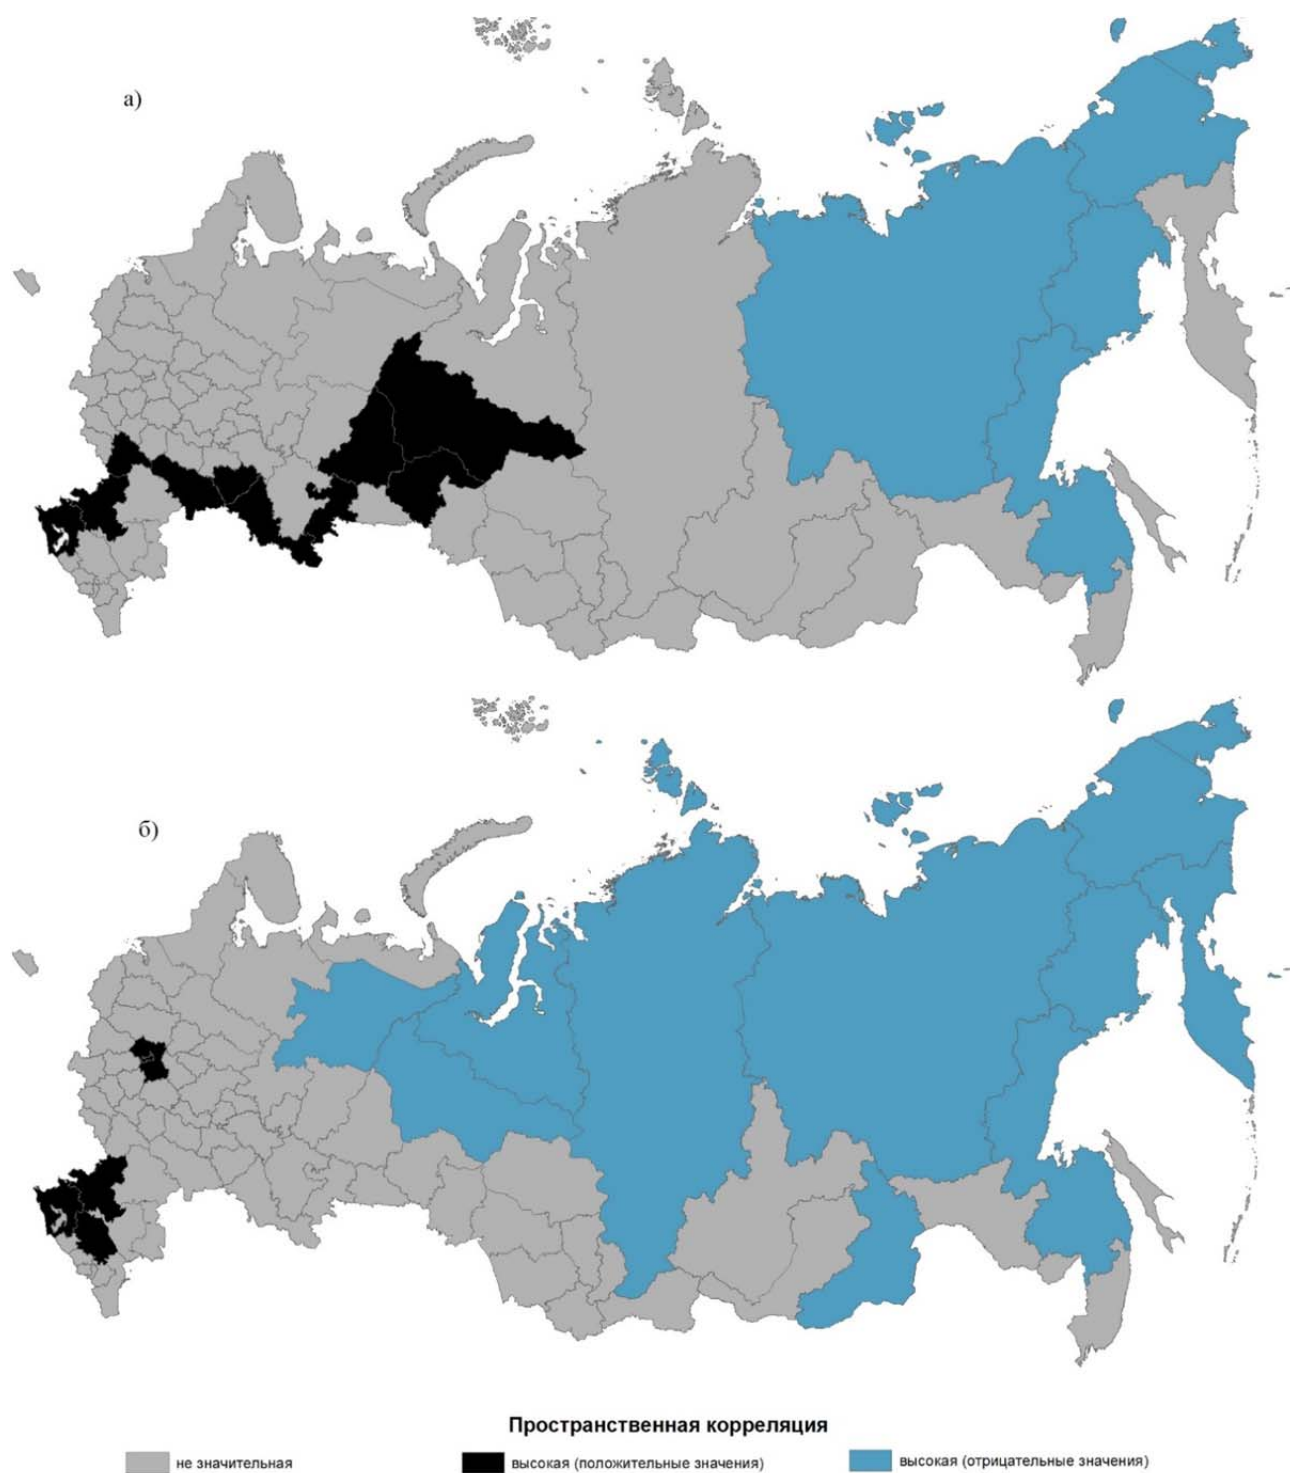 а)
б)
Пространственная корреляция
не значительная
высокая (положительные значения)
высокая (отрицательные значения)